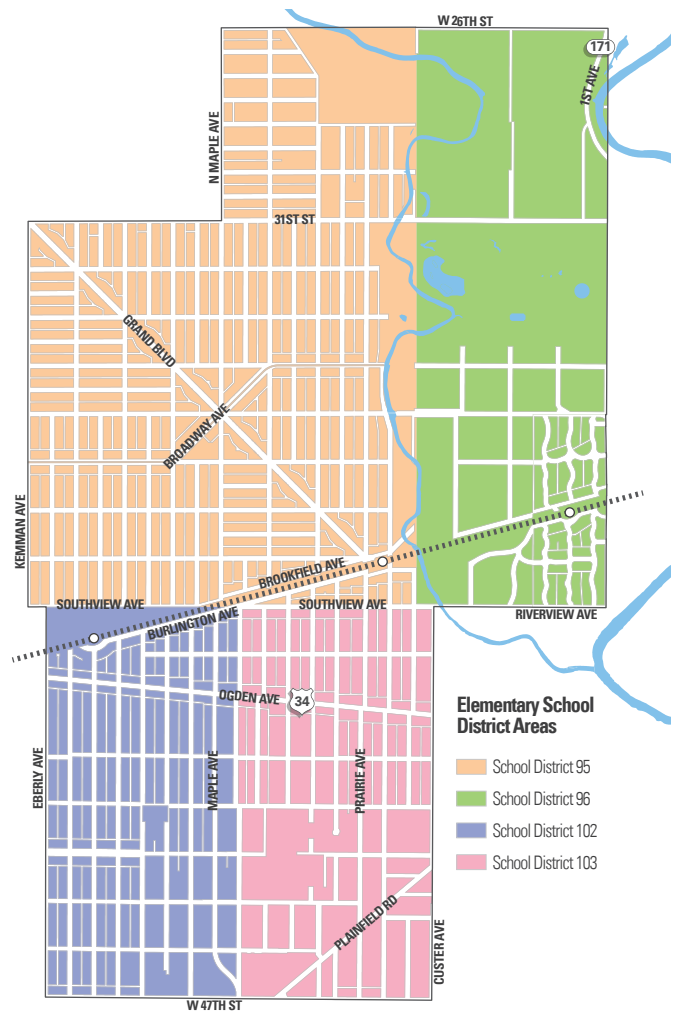 W 26TH ST
171
1ST AVE
N MAPLE AVE
31ST ST
GRAND BLVD
BROADWAY AVE
KEMMAN AVE
BROOKFIELD AVE
SOUTHVIEW AVE
SOUTHVIEW AVE
RIVERVIEW AVE
BURLINGTON AVE
OGDEN AVE
34
Elementary School
District Areas
School District 95
School District 96
School District 102
School District 103
EBERLY AVE
MAPLE AVE
PRAIRIE AVE
PLAINFIELD RD
CUSTER AVE
W 47TH ST